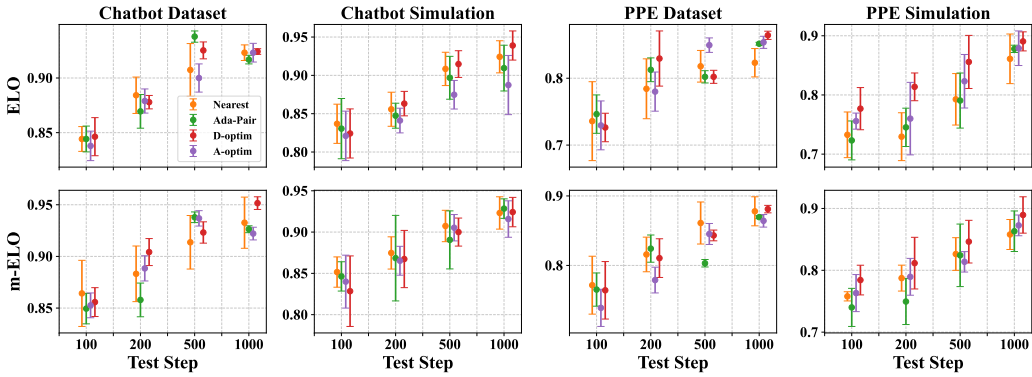 Chatbot Dataset
Chatbot Simulation
PPE Dataset
PPE Simulation
ELO
0.90
0.85
Nearest
Ada-Pair
D-optim
A-optim
0.95
0.90
0.85
0.80
0.8
0.7
0.9
0.8
0.7
m-ELO
0.95
0.90
0.85
100
200
500
1000
Test Step
0.95
0.90
0.85
0.80
100
200
500
1000
Test Step
0.9
0.8
100
200
500
1000
Test Step
0.9
0.8
0.7
100
200
500
1000
Test Step